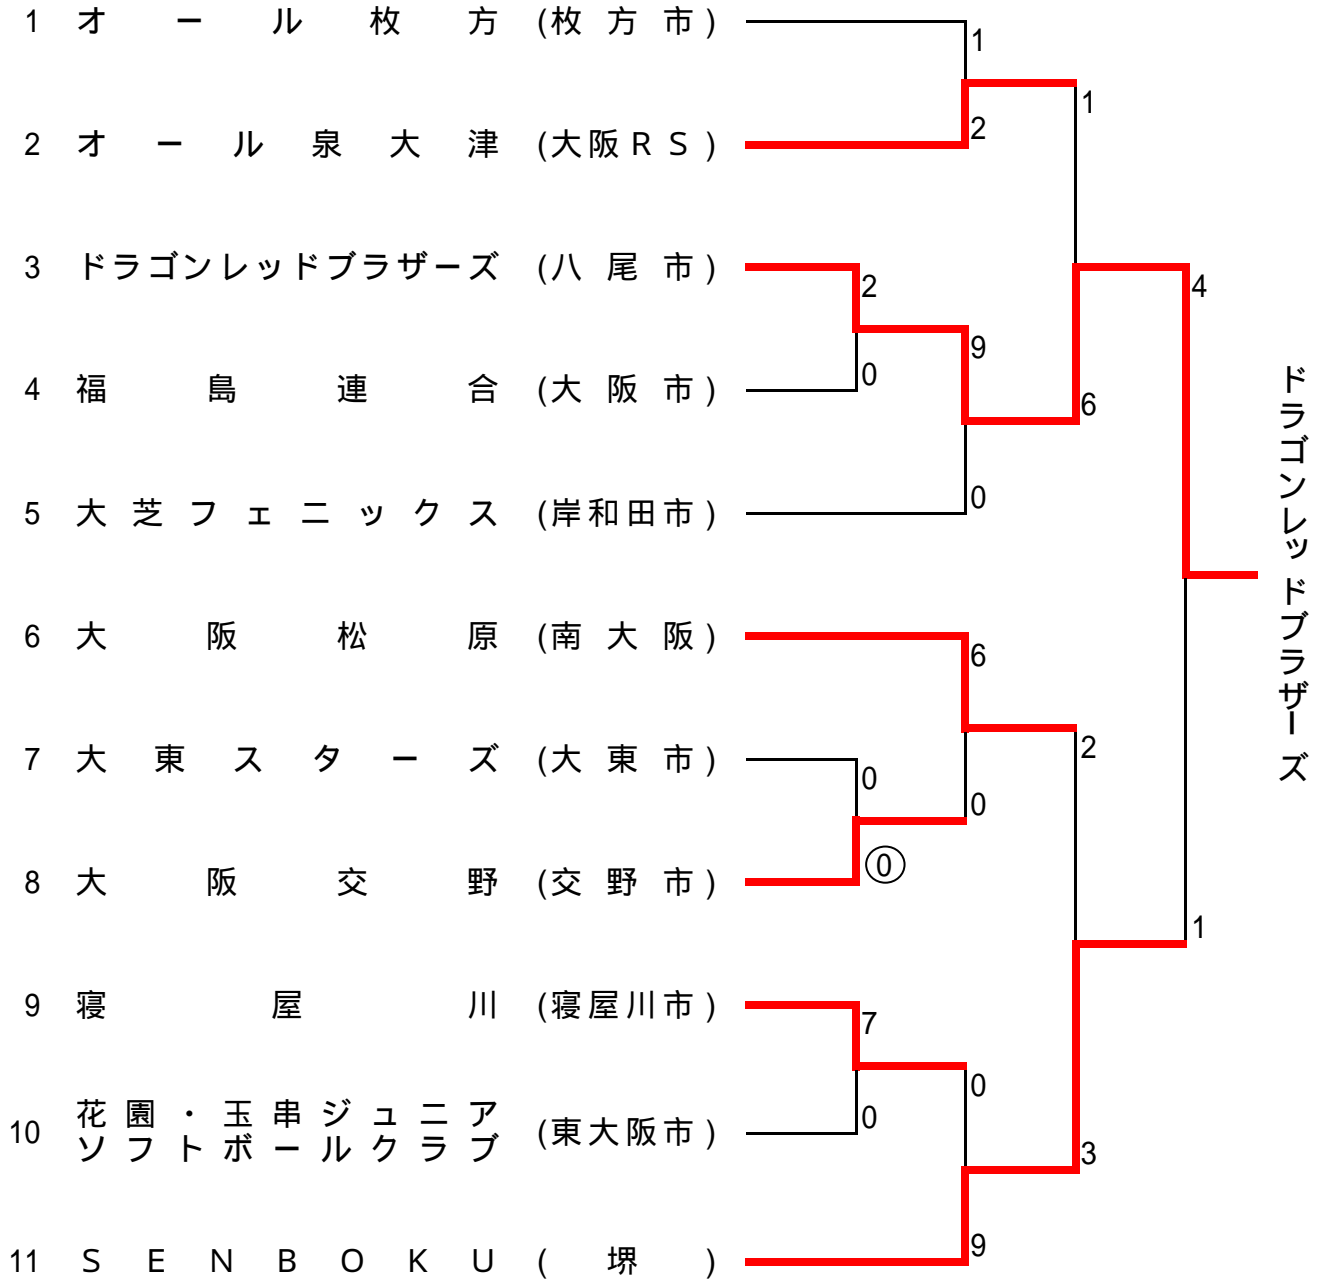 1 オール枚方 (枚方市)
1
1
2 オール泉大津 (大阪RS)
2
3 ドラゴンレッドブラザーズ (八尾市)
2
4
9
4 福島連合 (大阪市)
0
6
5 大芝フェニックス (岸和田市)
0
ドラゴンレッドブラザーズ
6 大阪松原 (南大阪)
6
2
7 大東スターズ (大東市)
0
0
8 大阪交野 (交野市)
⓪
1
9 寝屋川 (寝屋川市)
7
0
10 花園・玉串ジュニア
ソフトボールクラブ (東大阪市)
0
3
11 SENBOKU (堺)
9